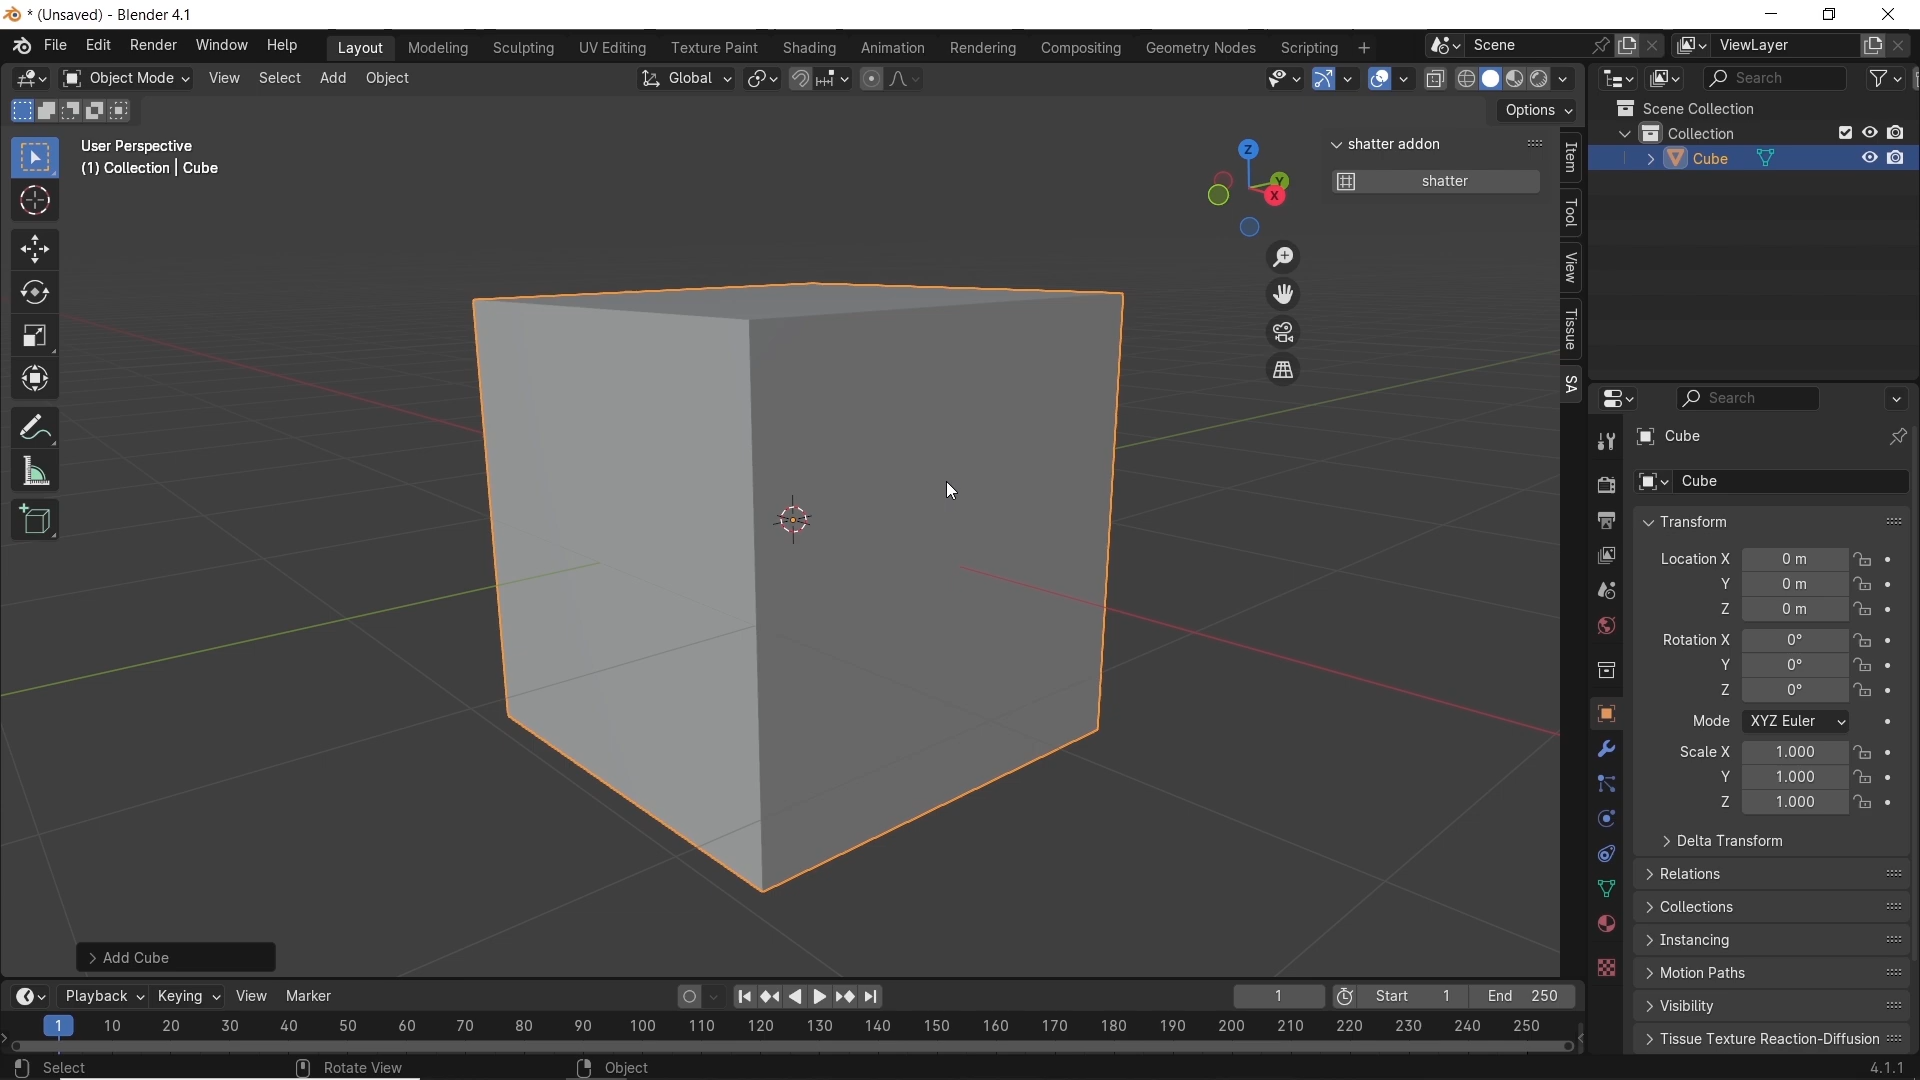 * (Unsaved) - Blender 4.1
File Edit Render Window Help Layout Modeling Sculpting UV Editing Texture Paint Shading Animation Rendering Compositing Geometry Nodes Scripting + Scene ViewLayer
Object Mode View Select Add Object Global Search
Options
User Perspective
(1) Collection | Cube
Z
Y
X
shatter addon
shatter
Item
Tool
View
Tissue
SA
Scene Collection
Collection
Cube
Search
Cube
Cube
Transform
Location X 0 m
Y 0 m
Z 0 m
Rotation X 0°
Y 0°
Z 0°
Mode XYZ Euler
Scale X 1.000
Y 1.000
Z 1.000
Delta Transform
Relations
Collections
Instancing
Motion Paths
Visibility
Tissue Texture Reaction-Diffusion
Add Cube
Playback Keying View Marker 1 Start 1 End 250
1 10 20 30 40 50 60 70 80 90 100 110 120 130 140 150 160 170 180 190 200 210 220 230 240 250
Select Rotate View Object 4.1.1